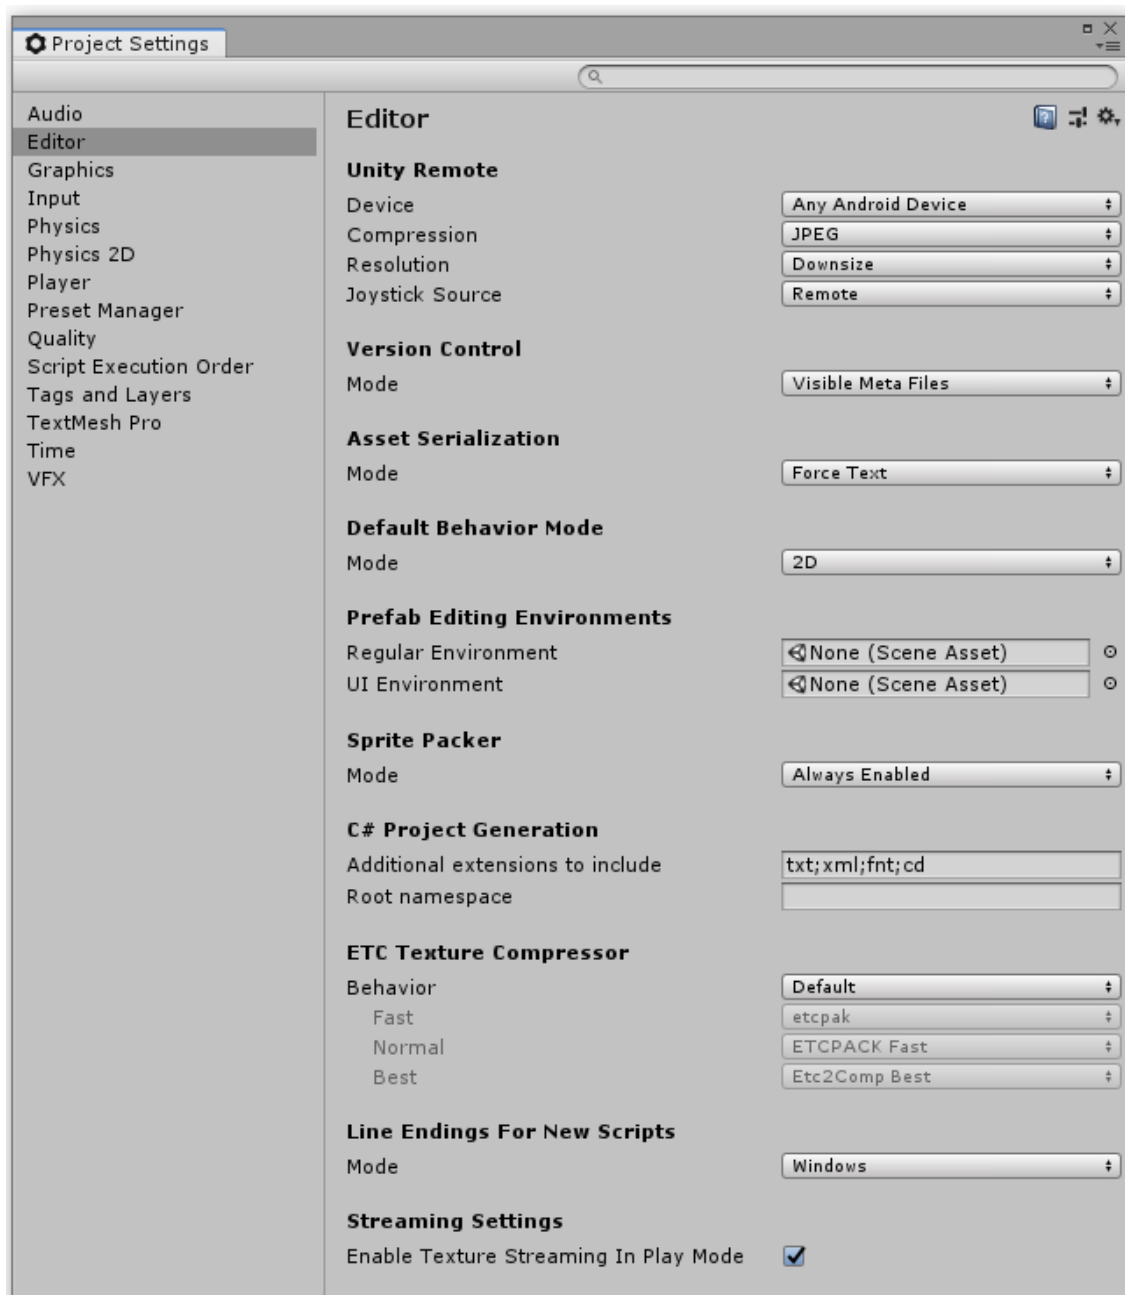 Project Settings
Audio
Editor
Graphics
Input
Physics
Physics 2D
Player
Preset Manager
Quality
Script Execution Order
Tags and Layers
TextMesh Pro
Time
VFX
Editor
Unity Remote
Device Any Android Device
Compression JPEG
Resolution Downsize
Joystick Source Remote
Version Control
Mode Visible Meta Files
Asset Serialization
Mode Force Text
Default Behavior Mode
Mode 2D
Prefab Editing Environments
Regular Environment None (Scene Asset)
UI Environment None (Scene Asset)
Sprite Packer
Mode Always Enabled
C# Project Generation
Additional extensions to include txt;xml;fnt;cd
Root namespace
ETC Texture Compressor
Behavior Default
Fast etcpak
Normal ETCPACK Fast
Best Etc2Comp Best
Line Endings For New Scripts
Mode Windows
Streaming Settings
Enable Texture Streaming In Play Mode